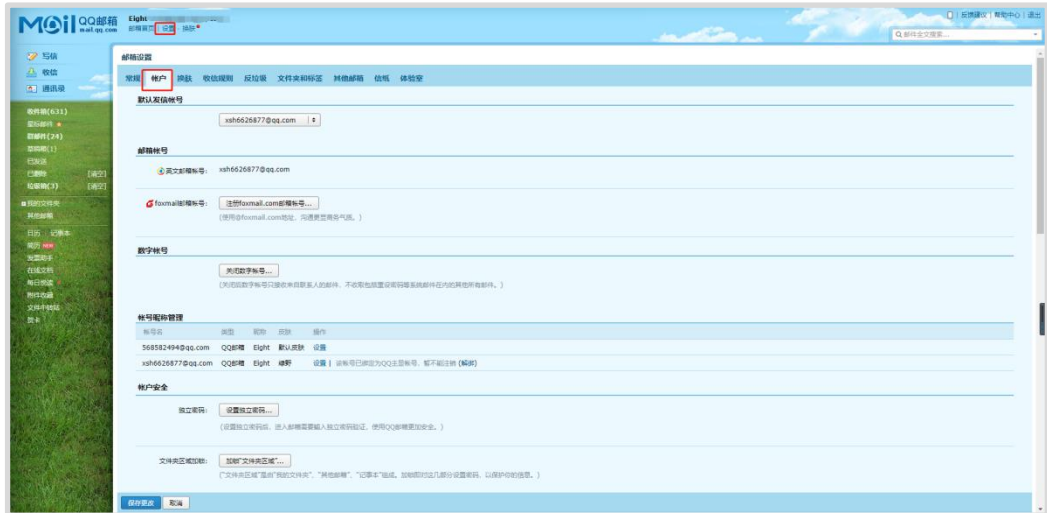 Mail QQ邮箱 mail.qq.com
Eight
邮箱首页 | 设置 - 换肤
反馈建议 | 帮助中心 | 退出
邮件全文搜索...
写信
收信
通讯录
收件箱(631)
星标邮件
群邮件(24)
草稿箱(1)
已发送
已删除 [清空]
垃圾箱(3) [清空]
我的文件夹
其他邮箱
日历 | 记事本
简历 NEW
发票助手
在线文档
每日悦读
附件收藏
文件中转站
贺卡
邮箱设置
常规 帐户 换肤 收信规则 反垃圾 文件夹和标签 其他邮箱 信纸 体验室
默认发信帐号
xsh6626877@qq.com
邮箱帐号
英文邮箱帐号: xsh6626877@qq.com
foxmail邮箱帐号: 注册foxmail.com邮箱帐号...
(使用@foxmail.com地址，沟通更显商务气质。)
数字帐号
关闭数字帐号...
(关闭后数字帐号只接收来自联系人的邮件，不收取包括重设密码等系统邮件在内的其他所有邮件。)
帐号昵称管理
帐号名 类型 昵称 皮肤 操作
568582494@qq.com QQ邮箱 Eight 默认皮肤 设置
xsh6626877@qq.com QQ邮箱 Eight 绿野 设置 | 该帐号已绑定为QQ主显帐号，暂不能注销 (解绑)
帐户安全
独立密码: 设置独立密码...
(设置独立密码后，进入邮箱需要输入独立密码验证，使用QQ邮箱更加安全。)
文件夹区域加锁: 加锁"文件夹区域"...
("文件夹区域"是由"我的文件夹"，"其他邮箱"，"记事本"组成。加锁即对这几部分设置密码，以保护你的信息。)
保存更改 取消